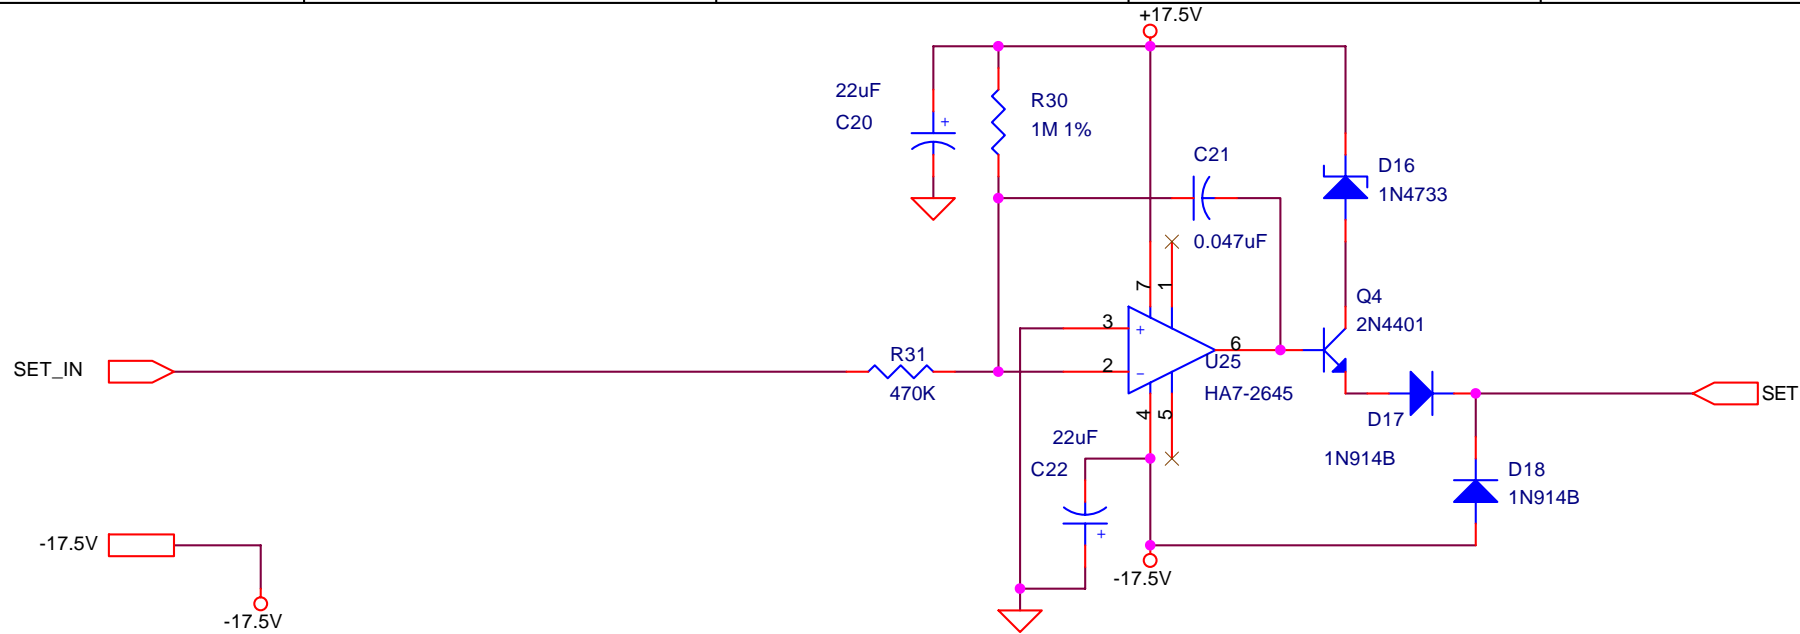 +17.5V
22uF
C20
+
R30
1M 1%
C21
0.047uF
D16
1N4733
7
1
Q4
2N4401
3
+
6
2
−
U25
HA7-2645
SET_IN
R31
470K
SET
4
5
D17
1N914B
22uF
C22
+
D18
1N914B
-17.5V
-17.5V
-17.5V